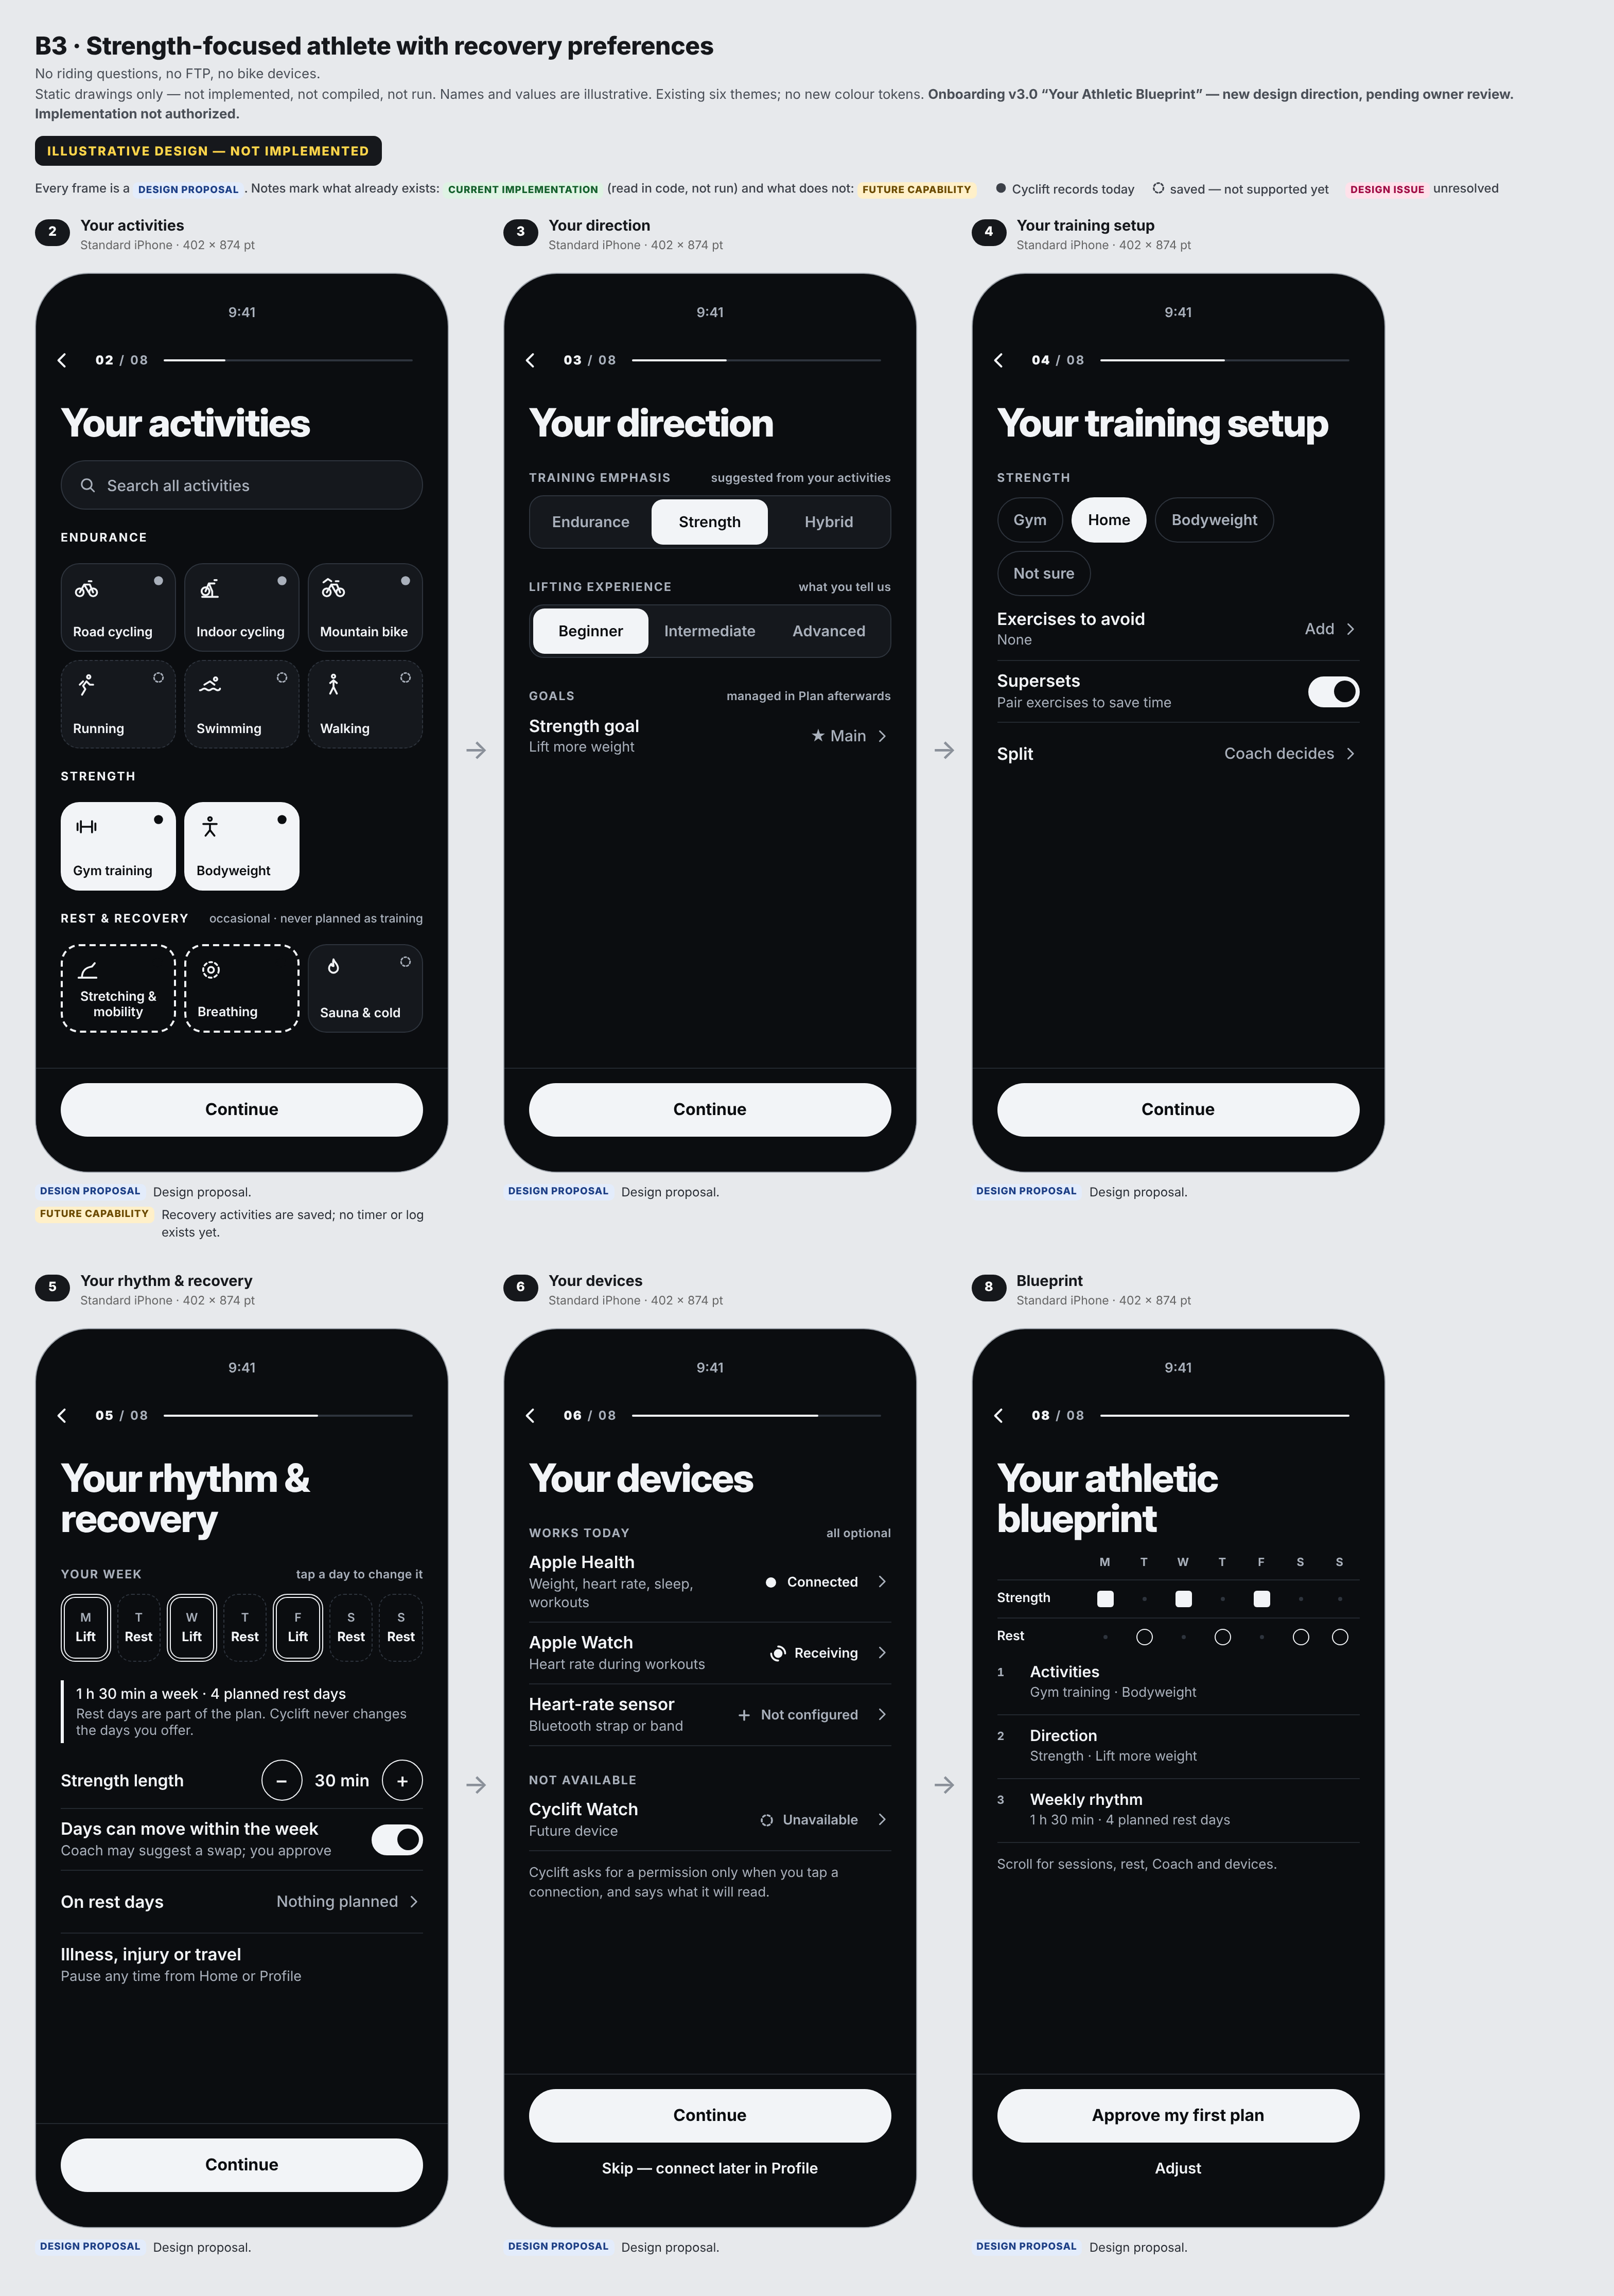 B3 · Strength-focused athlete with recovery preferences
No riding questions, no FTP, no bike devices.
Static drawings only — not implemented, not compiled, not run. Names and values are illustrative. Existing six themes; no new colour tokens. Onboarding v3.0 “Your Athletic Blueprint” — new design direction, pending owner review.
Implementation not authorized.
ILLUSTRATIVE DESIGN — NOT IMPLEMENTED
Every frame is a DESIGN PROPOSAL . Notes mark what already exists: CURRENT IMPLEMENTATION (read in code, not run) and what does not: FUTURE CAPABILITY Cyclift records today saved — not supported yet DESIGN ISSUE unresolved
2 Your activities
Standard iPhone · 402 × 874 pt
9:41
02 / 08
Your activities
Search all activities
ENDURANCE
Road cycling Indoor cycling Mountain bike
Running Swimming Walking
STRENGTH
Gym training Bodyweight
REST & RECOVERY occasional · never planned as training
Stretching &
mobility
Breathing
Sauna & cold
Continue
DESIGN PROPOSAL Design proposal.
FUTURE CAPABILITY Recovery activities are saved; no timer or log
exists yet.
3 Your direction
Standard iPhone · 402 × 874 pt
9:41
03 / 08
Your direction
TRAINING EMPHASIS suggested from your activities
Endurance Strength Hybrid
LIFTING EXPERIENCE what you tell us
Beginner Intermediate Advanced
GOALS managed in Plan afterwards
Strength goal
Lift more weight
★ Main
Continue
DESIGN PROPOSAL Design proposal.
4 Your training setup
Standard iPhone · 402 × 874 pt
9:41
04 / 08
Your training setup
STRENGTH
Gym Home Bodyweight
Not sure
Exercises to avoid
None
Add
Supersets
Pair exercises to save time
Split Coach decides
Continue
DESIGN PROPOSAL Design proposal.
5 Your rhythm & recovery
Standard iPhone · 402 × 874 pt
9:41
05 / 08
Your rhythm &
recovery
YOUR WEEK tap a day to change it
M T W T F S S
Lift Rest Lift Rest Lift Rest Rest
1 h 30 min a week · 4 planned rest days
Rest days are part of the plan. Cyclift never changes
the days you offer.
Strength length − 30 min +
Days can move within the week
Coach may suggest a swap; you approve
On rest days Nothing planned
Illness, injury or travel
Pause any time from Home or Profile
Continue
DESIGN PROPOSAL Design proposal.
6 Your devices
Standard iPhone · 402 × 874 pt
9:41
06 / 08
Your devices
WORKS TODAY all optional
Apple Health
Weight, heart rate, sleep,
workouts
Connected
Apple Watch
Heart rate during workouts
Receiving
Heart-rate sensor
Bluetooth strap or band
+ Not configured
NOT AVAILABLE
Cyclift Watch
Future device
Unavailable
Cyclift asks for a permission only when you tap a
connection, and says what it will read.
Continue
Skip — connect later in Profile
DESIGN PROPOSAL Design proposal.
8 Blueprint
Standard iPhone · 402 × 874 pt
9:41
08 / 08
Your athletic
blueprint
M T W T F S S
Strength
Rest
1 Activities
Gym training · Bodyweight
2 Direction
Strength · Lift more weight
3 Weekly rhythm
1 h 30 min · 4 planned rest days
Scroll for sessions, rest, Coach and devices.
Approve my first plan
Adjust
DESIGN PROPOSAL Design proposal.